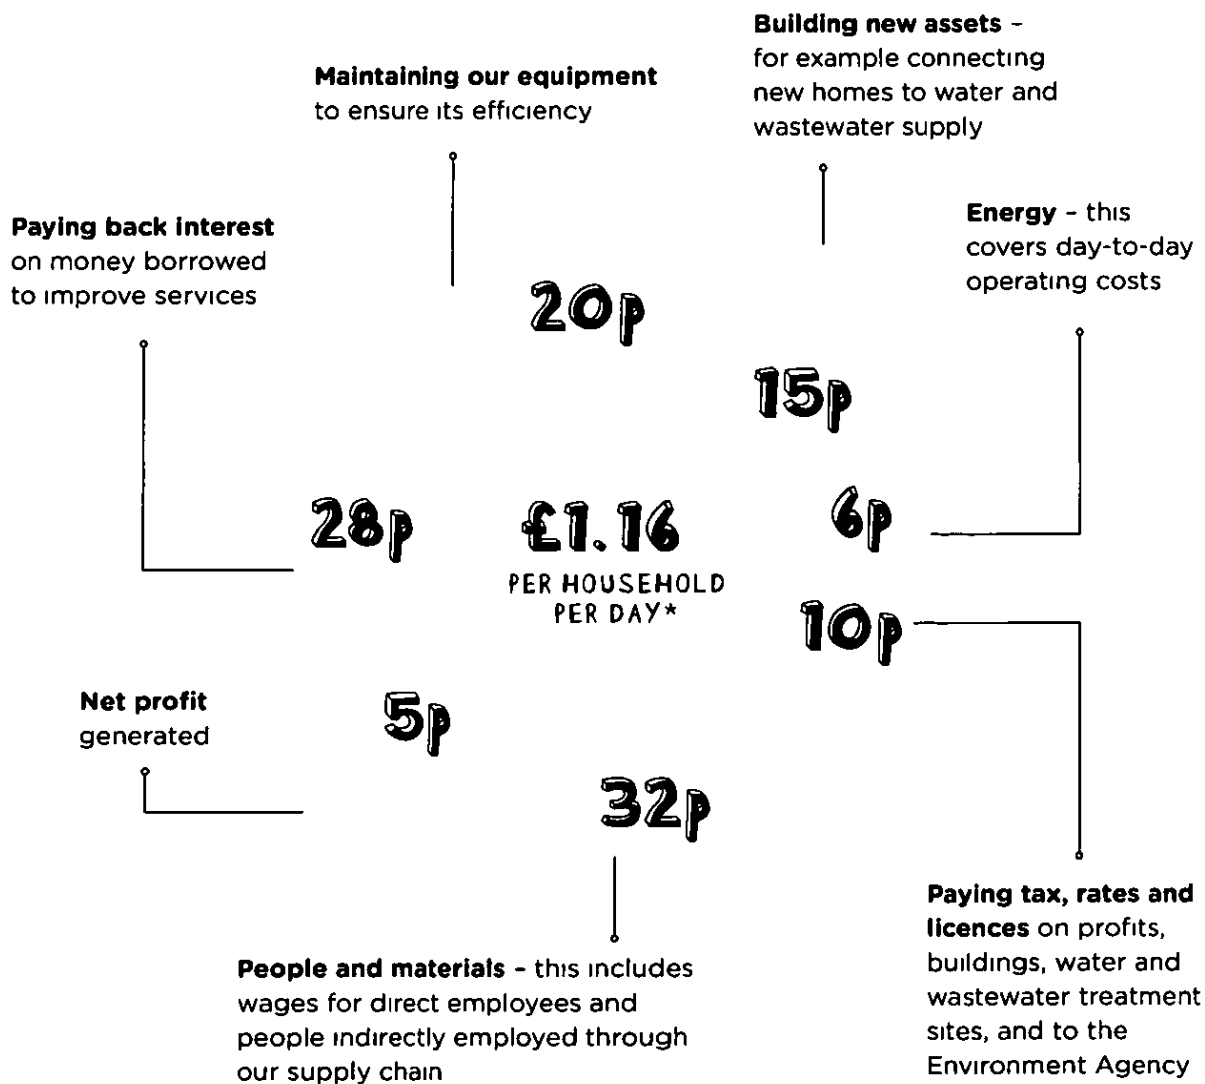 Building new assets –
for example connecting
new homes to water and
wastewater supply
Maintaining our equipment
to ensure its efficiency
Energy – this
covers day-to-day
operating costs
Paying back interest
on money borrowed
to improve services
20p
15p
28p
£1.16
PER HOUSEHOLD
PER DAY*
6p
10p
Net profit
generated
5p
32p
Paying tax, rates and
licences on profits,
buildings, water and
wastewater treatment
sites, and to the
Environment Agency
People and materials – this includes
wages for direct employees and
people indirectly employed through
our supply chain